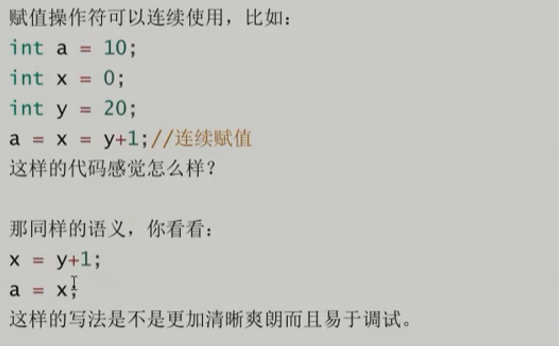 赋值操作符可以连续使用，比如：
int a = 10;
int x = 0;
int y = 20;
a = x = y+1;//连续赋值
这样的代码感觉怎么样？
那同样的语义，你看看：
x = y+1;
a = x;
这样的写法是不是更加清晰爽朗而且易于调试。